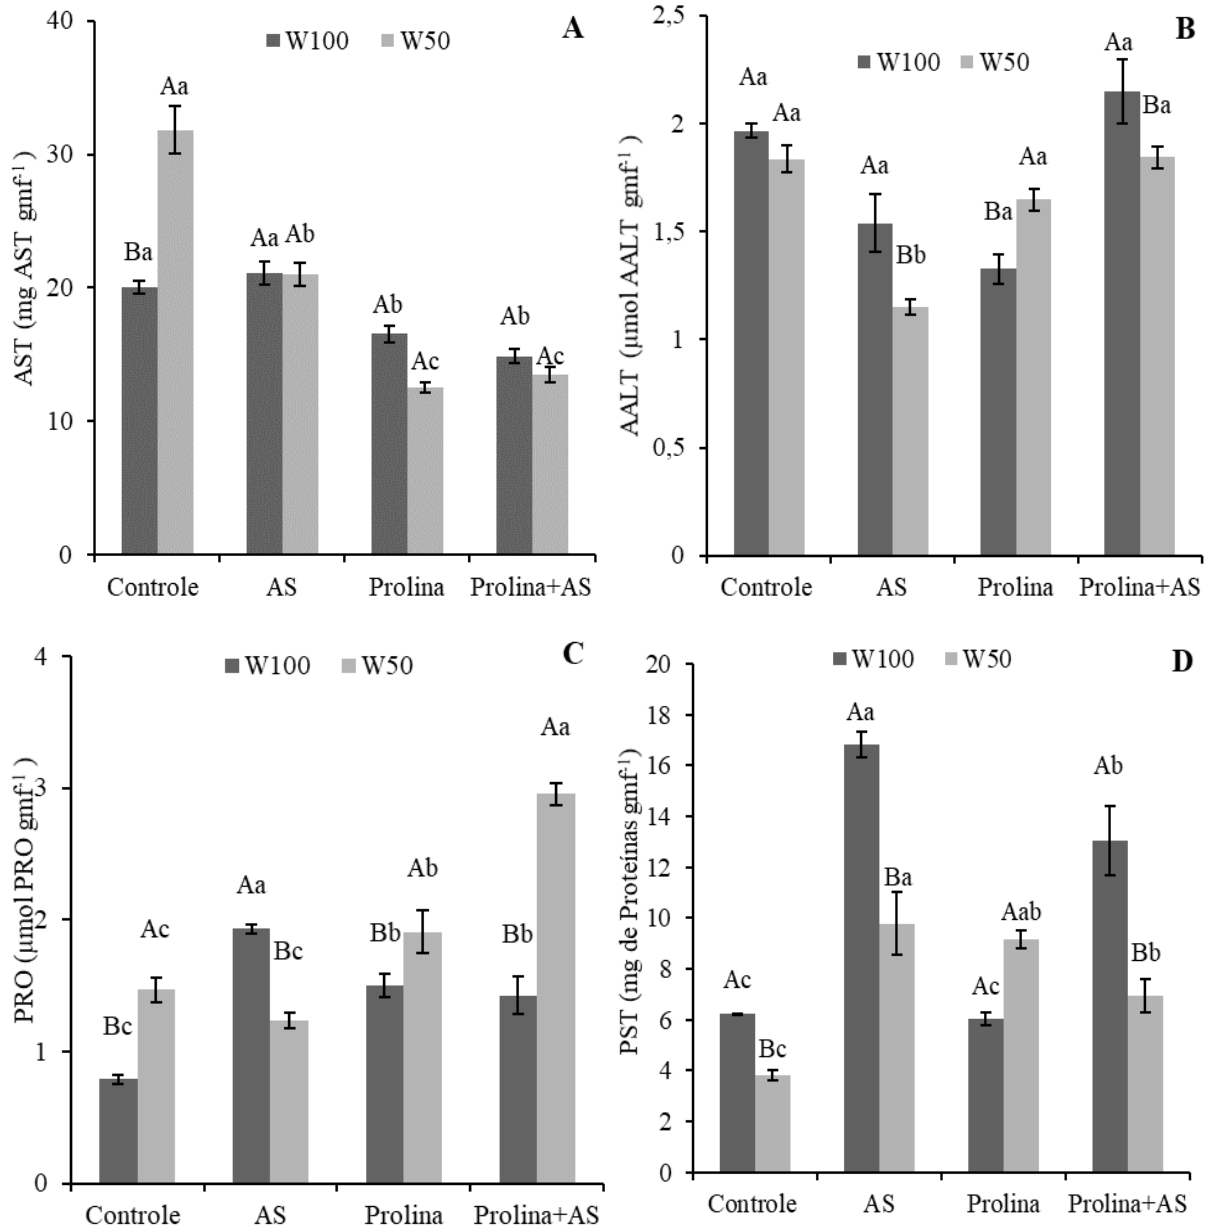 A
W100 W50
AST (mg AST gmf-1 )
40
30
20
10
0
Ba Aa
Aa Ab
Ab Ac
Ab Ac
Controle AS Prolina Prolina+AS
B
W100 W50
AALT (µmol AALT gmf-1 )
2,5
2
1,5
1
0,5
0
Aa Aa
Aa Bb
Ba Aa
Aa Ba
Controle AS Prolina Prolina+AS
C
W100 W50
PRO (µmol PRO gmf-1 )
4
3
2
1
0
Bc Ac
Aa Bc
Bb Ab
Bb Aa
Controle AS Prolina Prolina+AS
D
W100 W50
PST (mg de Proteínas gmf-1 )
20
18
16
14
12
10
8
6
4
2
0
Ac Bc
Aa Ba
Ac Aab
Ab Bb
Controle AS Prolina Prolina+AS